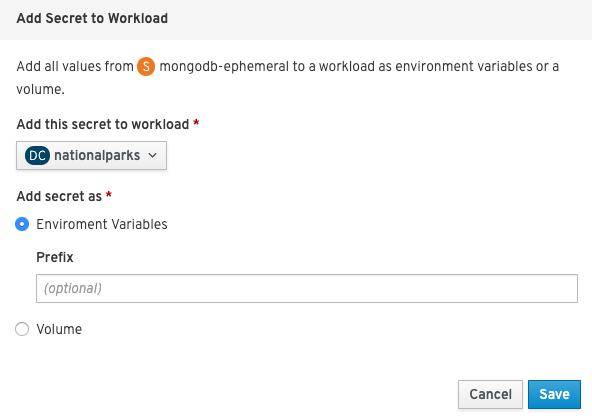 Add Secret to Workload
Add all values from S mongodb-ephemeral to a workload as environment variables or a
volume.
Add this secret to workload *
DC nationalparks
Add secret as *
Enviroment Variables
Prefix
(optional)
Volume
Cancel Save